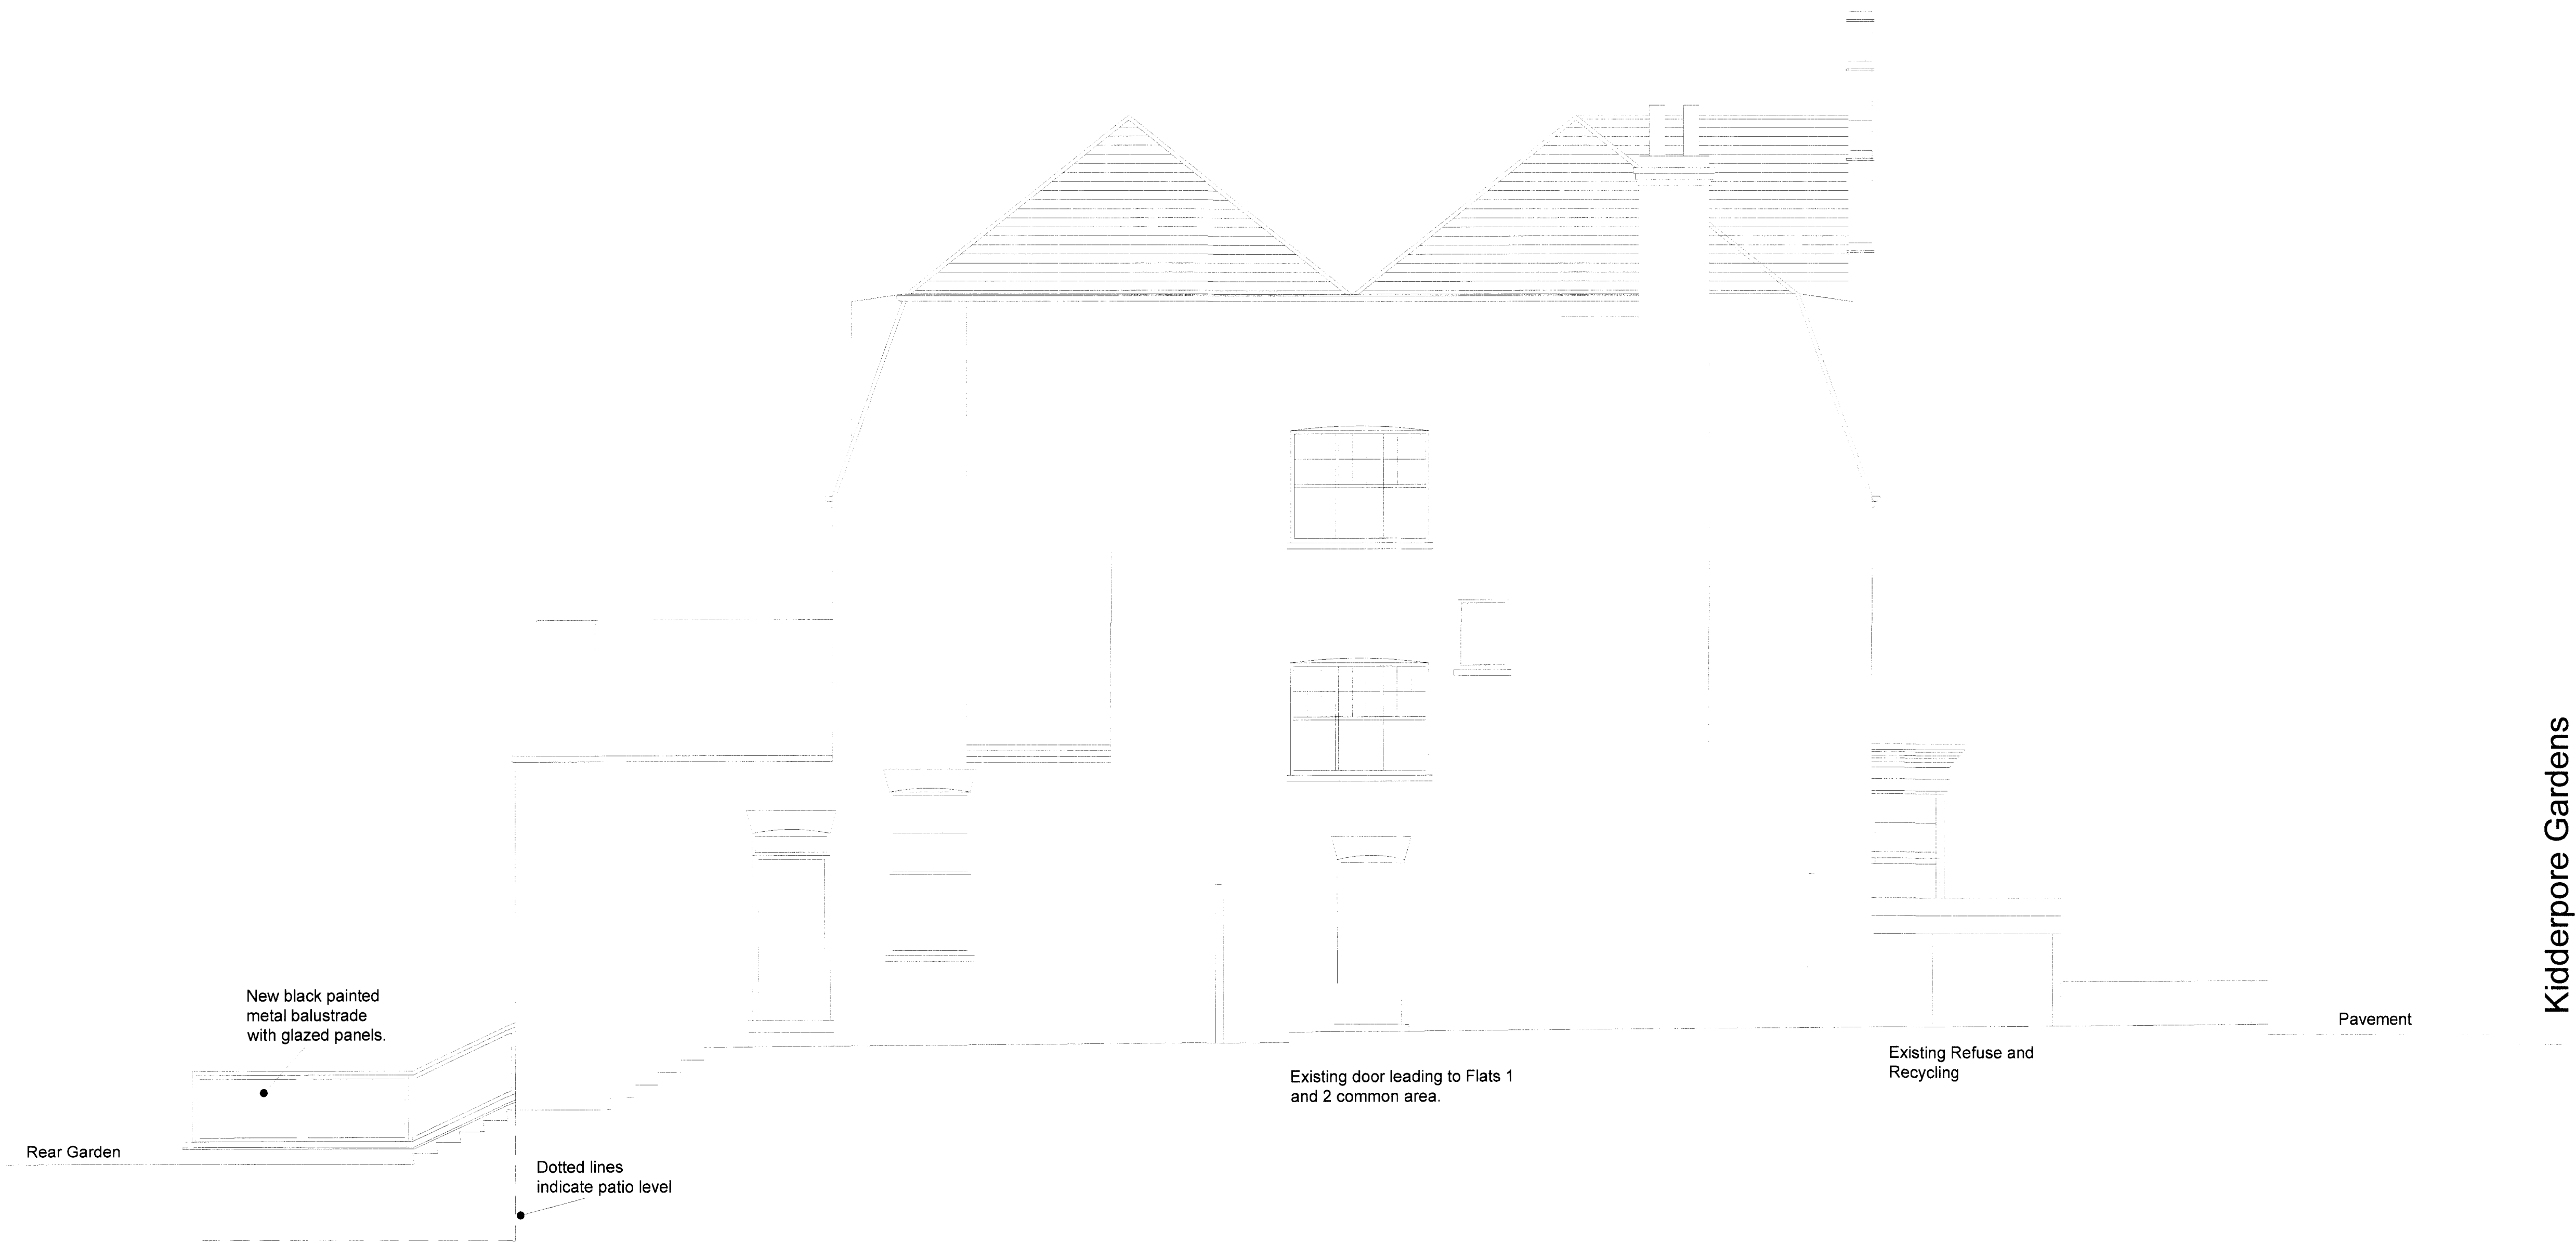 New black painted
metal balustrade
with glazed panels.
Rear Garden
Dotted lines
indicate patio level
Existing door leading to Flats 1
and 2 common area.
Existing Refuse and
Recycling
Pavement
Kidderpore Gardens